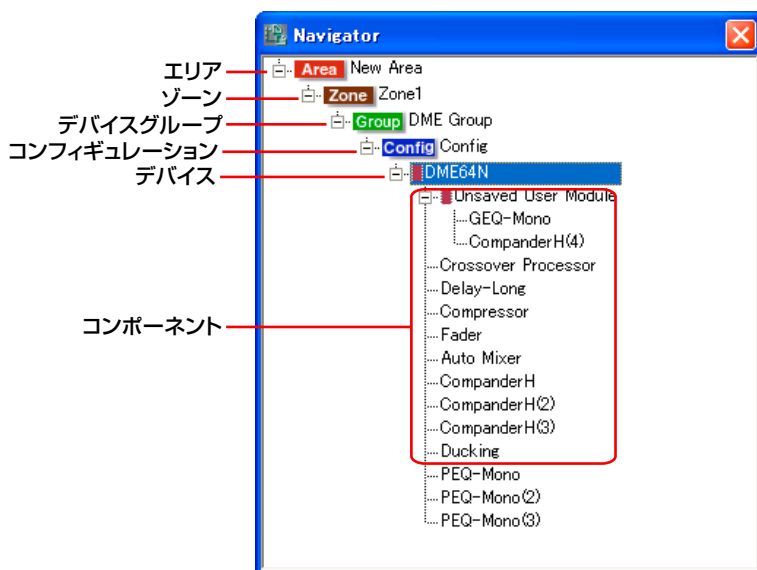 Navigator
エリア Area New Area
ゾーン Zone Zone1
デバイスグループ Group DME Group
コンフィギュレーション Config Config
デバイス DME64N
Unsaved User Module
GEQ-Mono
CompanderH(4)
Crossover Processor
Delay-Long
Compressor
コンポーネント
Fader
Auto Mixer
CompanderH
CompanderH(2)
CompanderH(3)
Ducking
PEQ-Mono
PEQ-Mono(2)
PEQ-Mono(3)